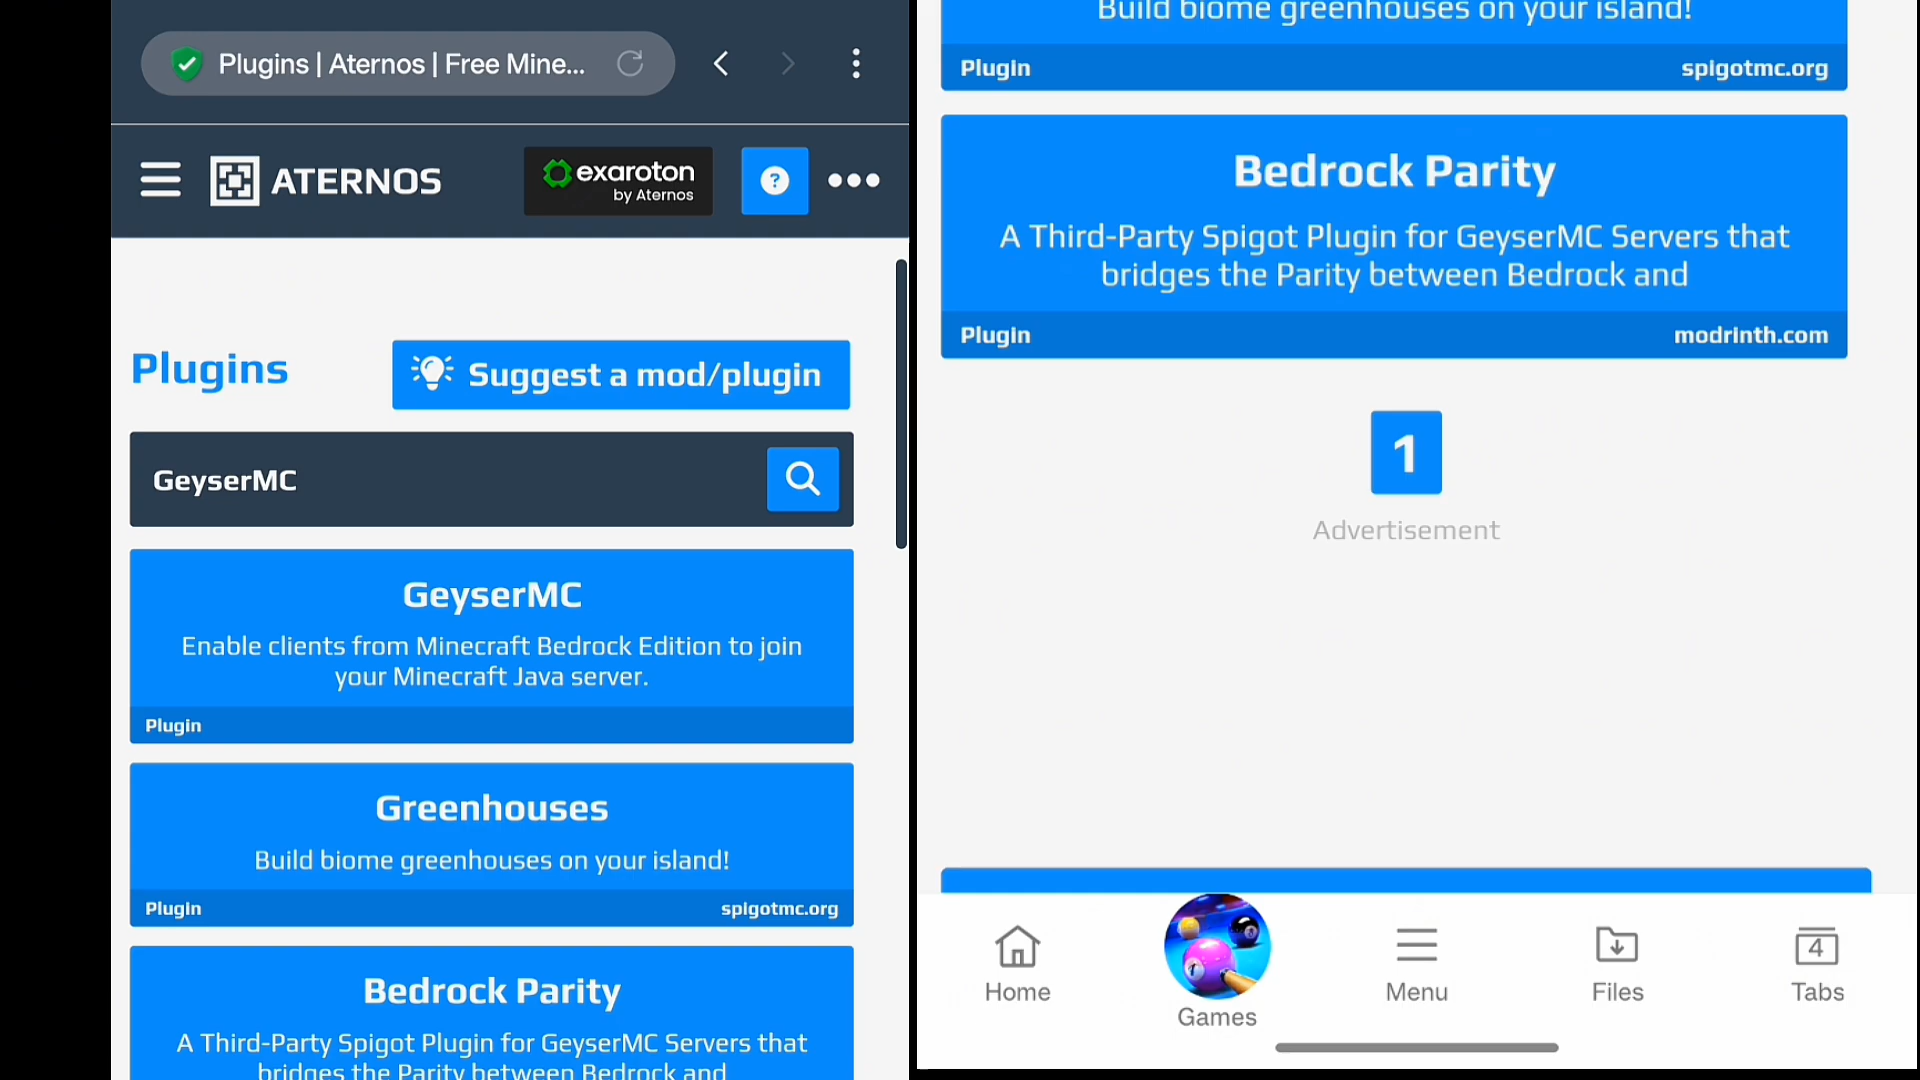 Plugins | Aternos | Free Mine...
ATERNOS
exaroton
by Aternos
?
Plugins
Suggest a mod/plugin
GeyserMC
GeyserMC
Enable clients from Minecraft Bedrock Edition to join
your Minecraft Java server.
Plugin
Greenhouses
Build biome greenhouses on your island!
Plugin
spigotmc.org
Bedrock Parity
A Third-Party Spigot Plugin for GeyserMC Servers that
bridges the Parity between Bedrock and
Build biome greenhouses on your island!
Plugin
spigotmc.org
Bedrock Parity
A Third-Party Spigot Plugin for GeyserMC Servers that
bridges the Parity between Bedrock and
Plugin
modrinth.com
1
Advertisement
Home
Games
Menu
Files
4
Tabs